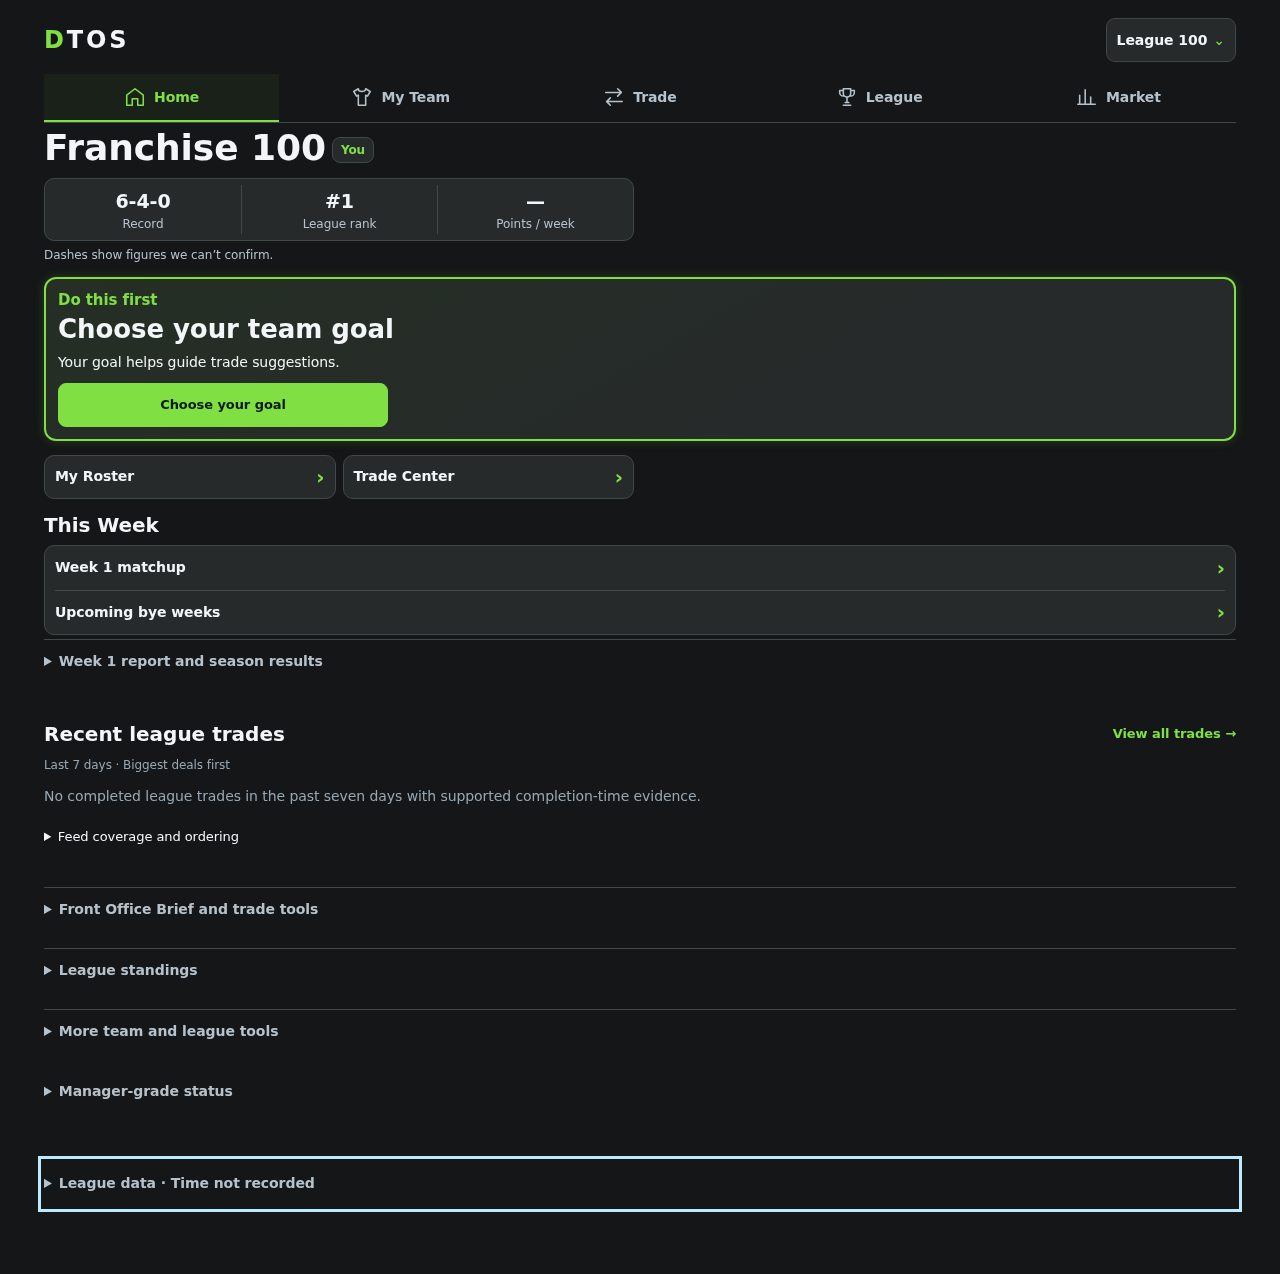 DTOS
League 100
Home
My Team
Trade
League
Market
Franchise 100 You
6-4-0
Record
#1
League rank
—
Points / week
Dashes show figures we can’t confirm.
Do this first
Choose your team goal
Your goal helps guide trade suggestions.
Choose your goal
My Roster
Trade Center
This Week
Week 1 matchup
Upcoming bye weeks
Week 1 report and season results
Recent league trades
View all trades →
Last 7 days · Biggest deals first
No completed league trades in the past seven days with supported completion-time evidence.
Feed coverage and ordering
Front Office Brief and trade tools
League standings
More team and league tools
Manager-grade status
League data · Time not recorded